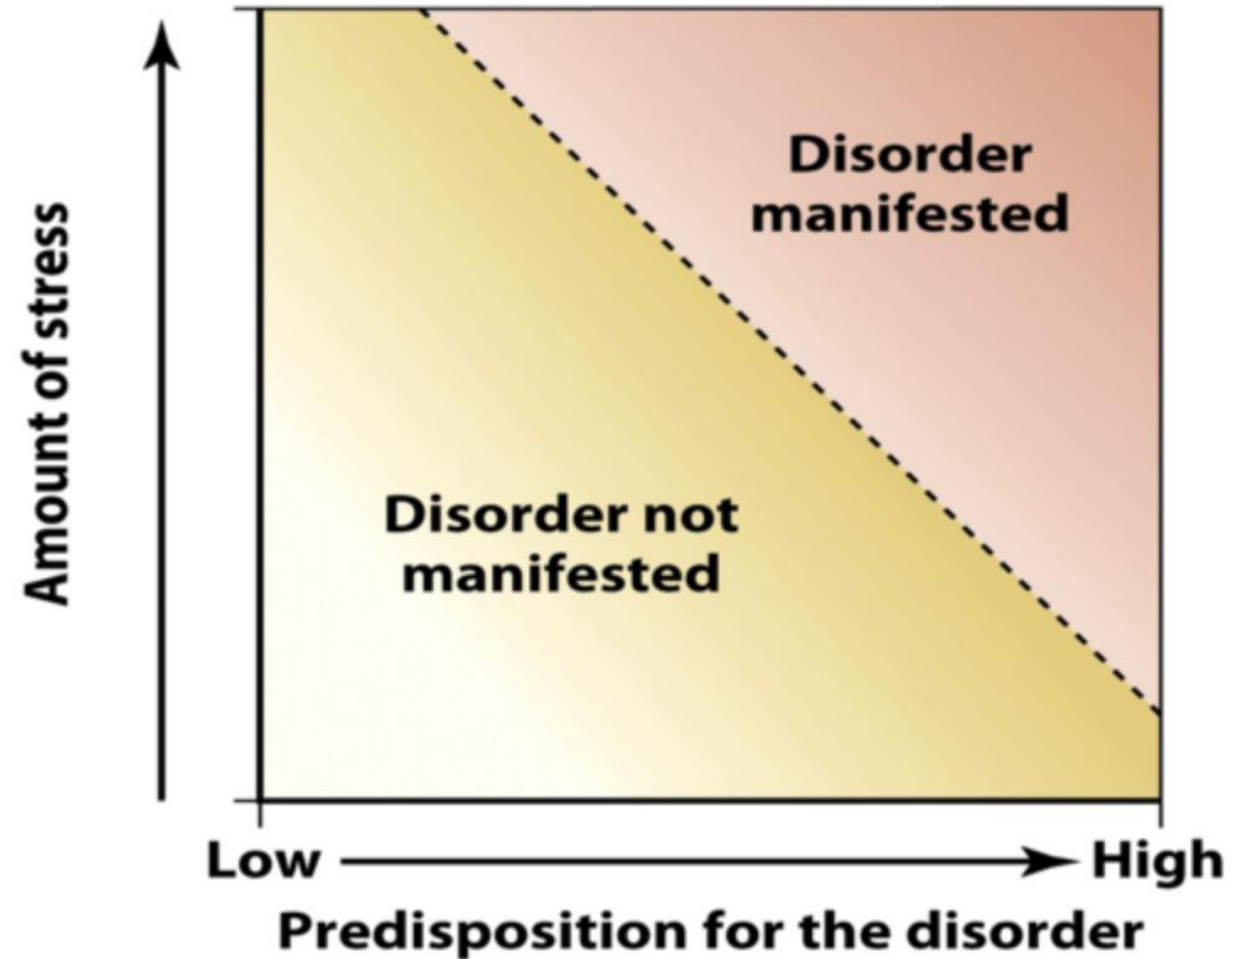 Amount of stress
Disorder
manifested
Disorder not
manifested
Low
High
Predisposition for the disorder